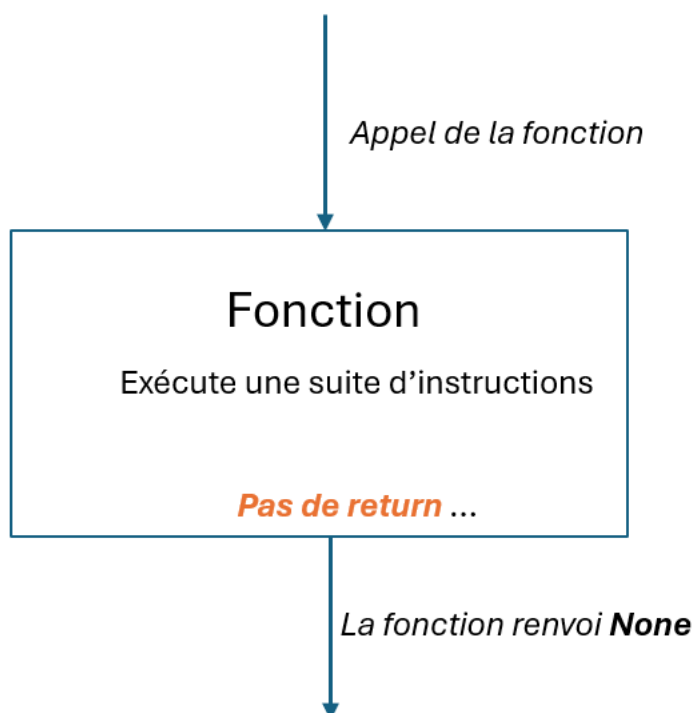 Appel de la fonction
Fonction
Exécute une suite d’instructions
Pas de return ...
La fonction renvoi None